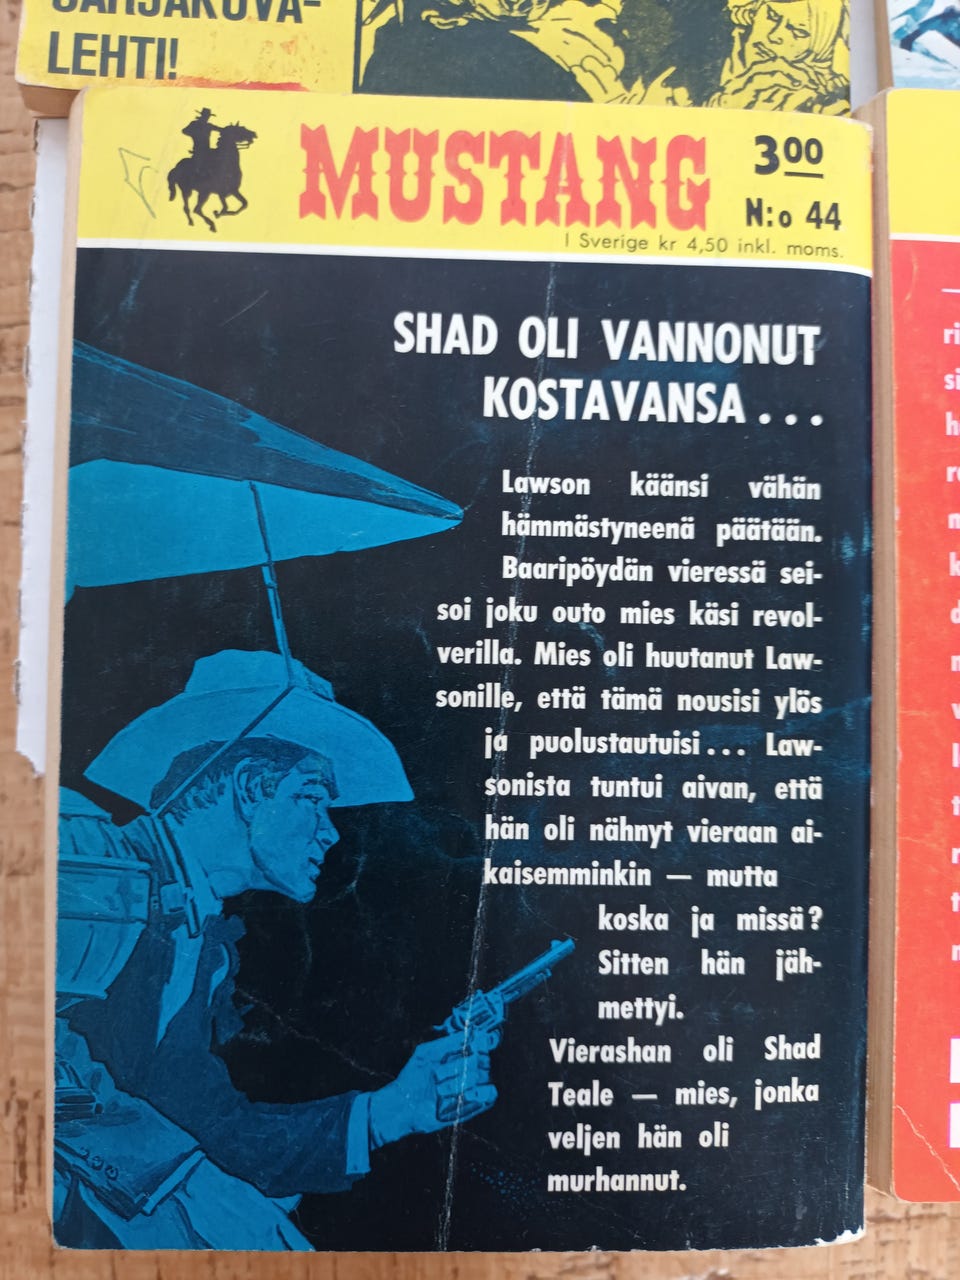 SARJAKUVA-
LEHTI!
MUSTANG
3 00
N:o 44
I Sverige kr 4,50 inkl. moms.
SHAD OLI VANNONUT
KOSTAVANSA . . .
Lawson käänsi vähän
hämmästyneenä päätään.
Baaripöydän vieressä sei-
soi joku outo mies käsi revol-
verilla. Mies oli huutanut Law-
sonille, että tämä nousisi ylös
ja puolustautuisi... Law-
sonista tuntui aivan, että
hän oli nähnyt vieraan ai-
kaisemminkin — mutta
koska ja missä?
Sitten hän jäh-
mettyi.
Vierashan oli Shad
Teale — mies, jonka
veljen hän oli
murhannut.